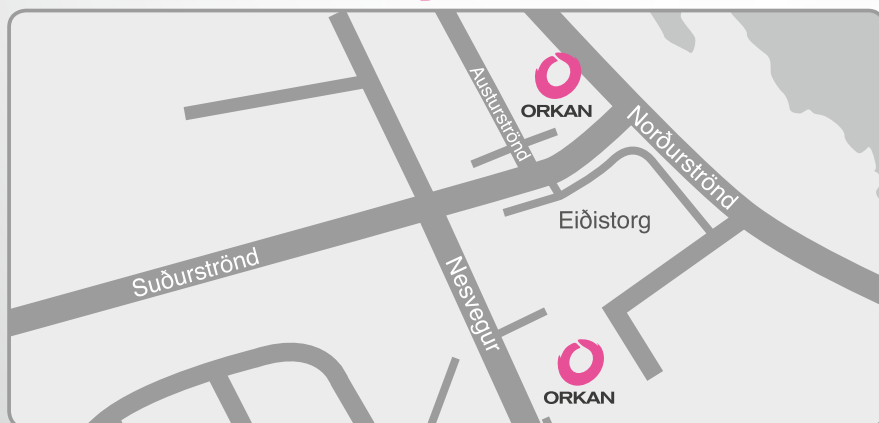 Austurströnd
ORKAN
Norðurströnd
Eiðistorg
Suðurströnd
Nesvegur
ORKAN